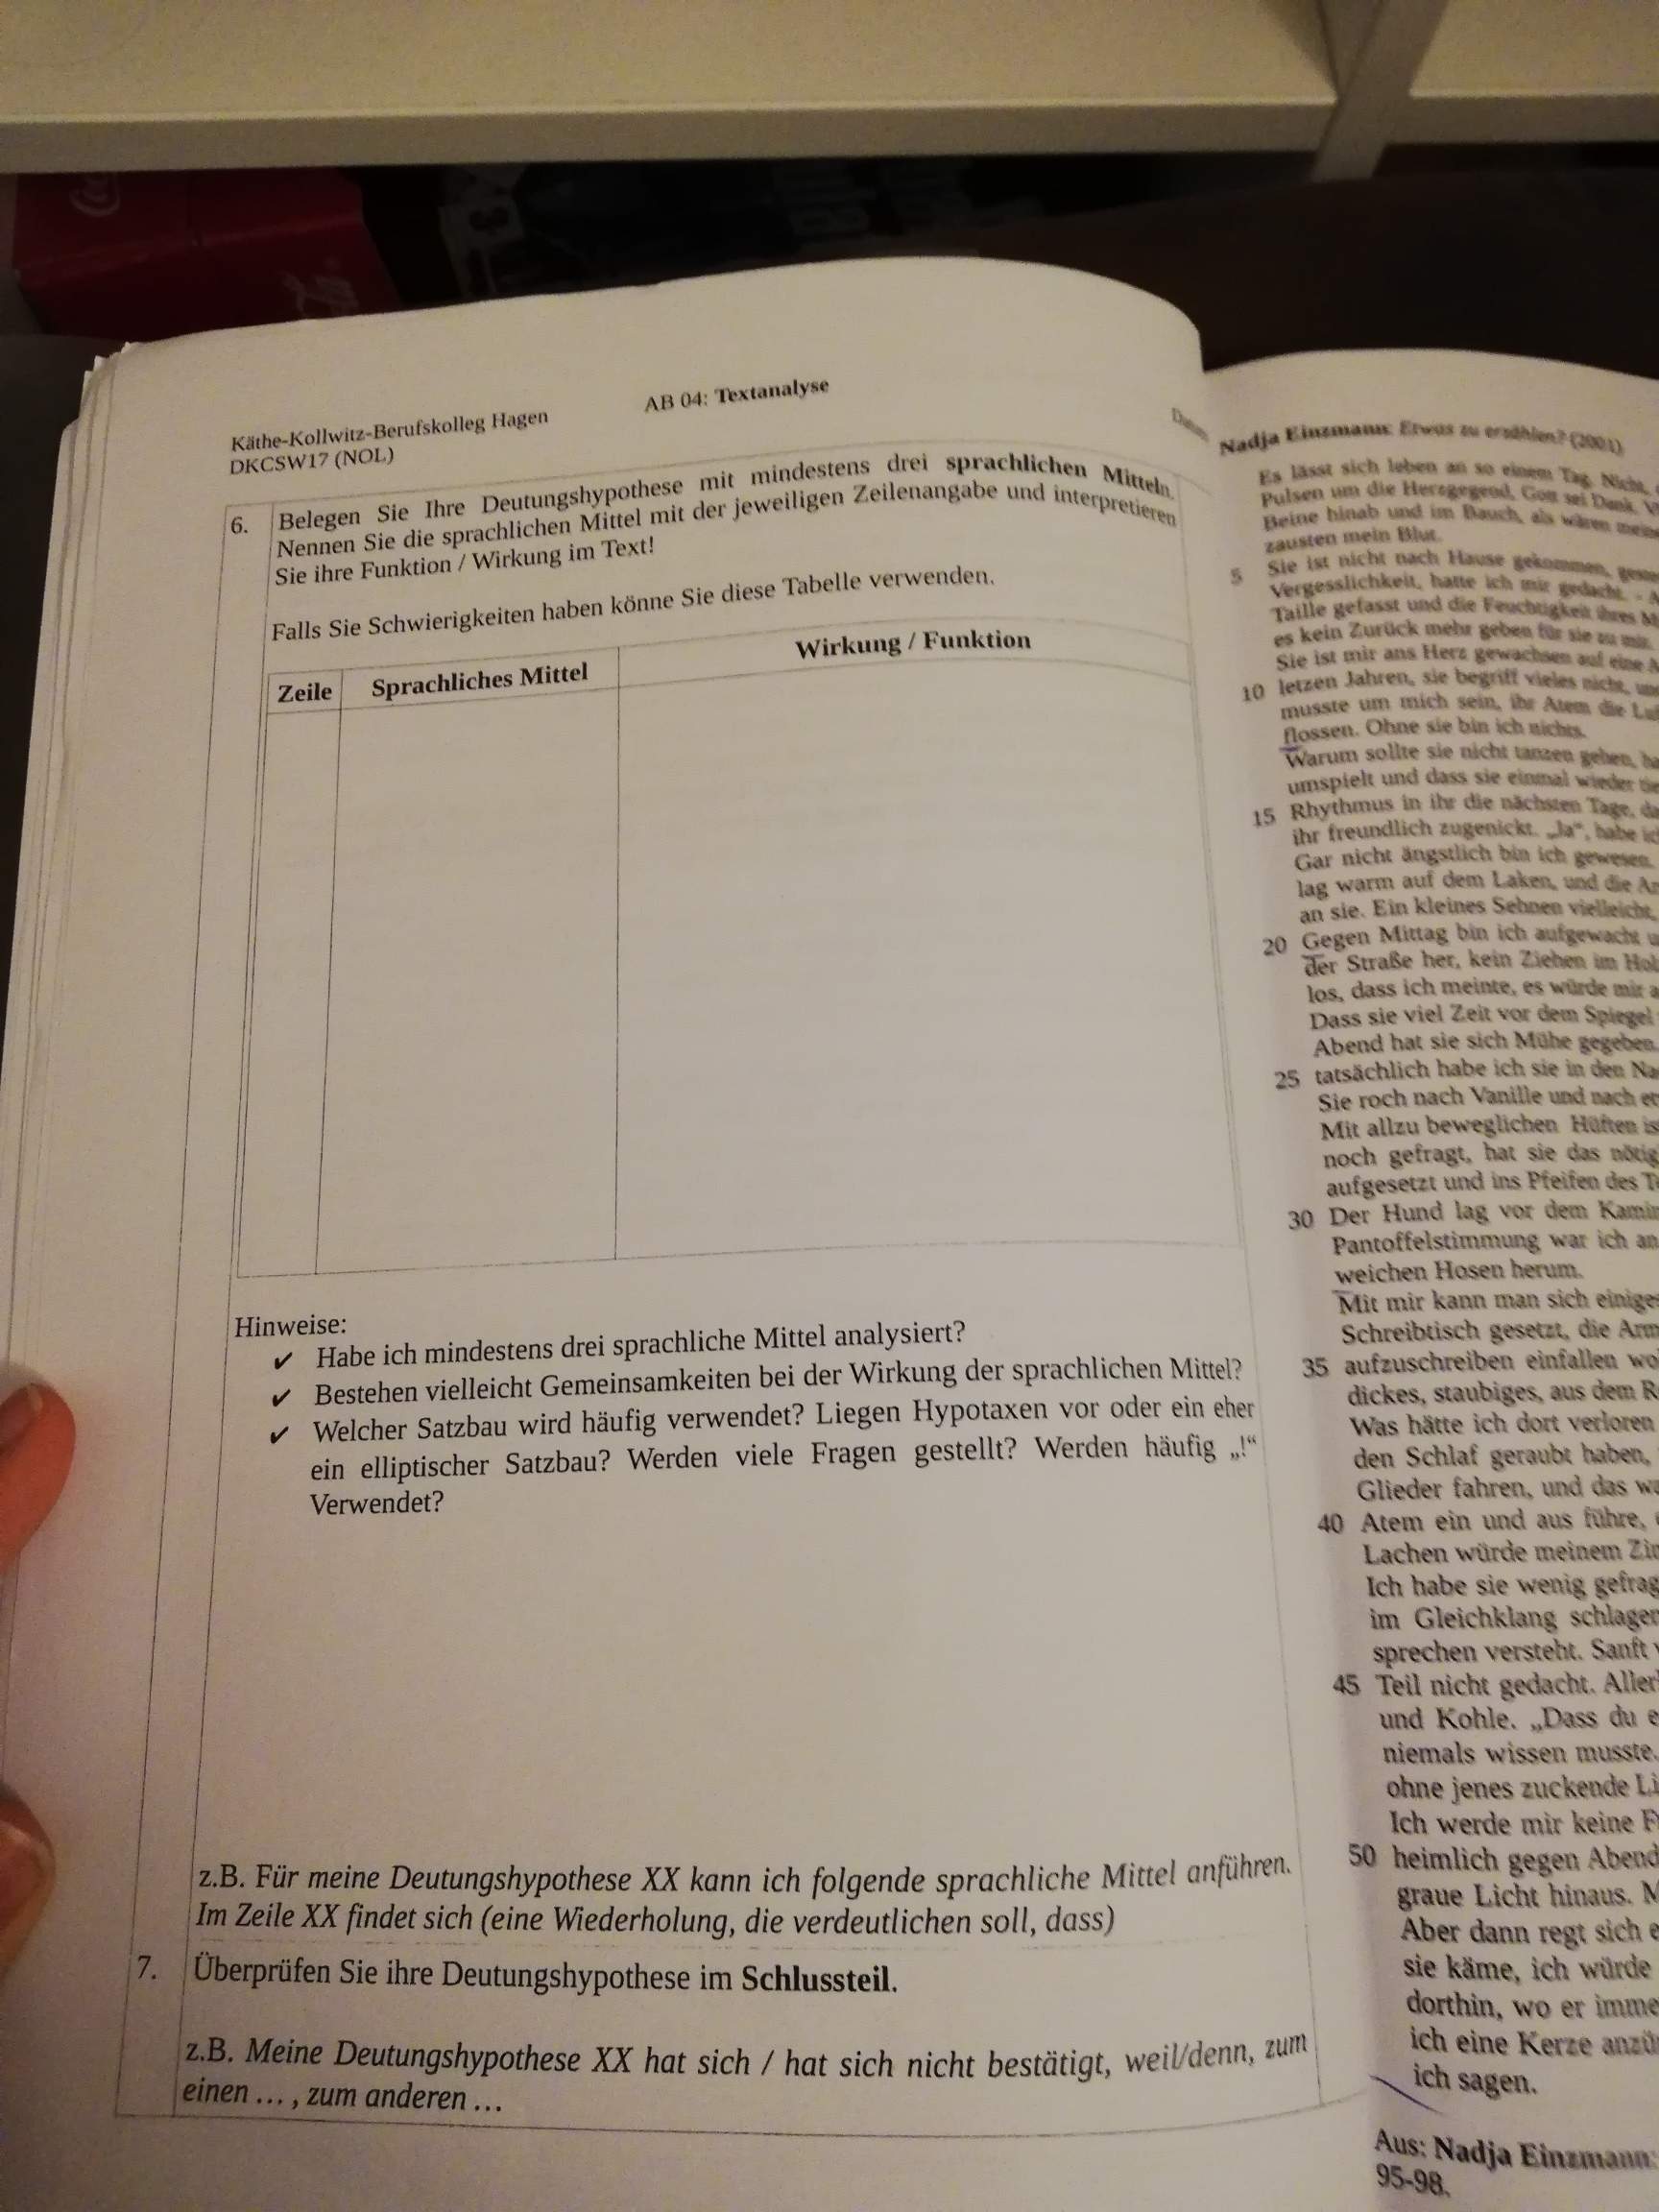 Käthe-Kollwitz-Berufskolleg Hagen
DKCSW17 (NOL)
AB 04: Textanalyse
6. Belegen Sie Ihre Deutungshypothese mit mindestens drei sprachlichen Mitteln.
Nennen Sie die sprachlichen Mittel mit der jeweiligen Zeilenangabe und interpretieren
Sie ihre Funktion / Wirkung im Text!
Falls Sie Schwierigkeiten haben könne Sie diese Tabelle verwenden.
Zeile Sprachliches Mittel Wirkung / Funktion
Hinweise:
✔ Habe ich mindestens drei sprachliche Mittel analysiert?
✔ Bestehen vielleicht Gemeinsamkeiten bei der Wirkung der sprachlichen Mittel?
✔ Welcher Satzbau wird häufig verwendet? Liegen Hypotaxen vor oder ein eher
ein elliptischer Satzbau? Werden viele Fragen gestellt? Werden häufig „!“
Verwendet?
z.B. Für meine Deutungshypothese XX kann ich folgende sprachliche Mittel anführen.
Im Zeile XX findet sich (eine Wiederholung, die verdeutlichen soll, dass)
7. Überprüfen Sie ihre Deutungshypothese im Schlussteil.
z.B. Meine Deutungshypothese XX hat sich / hat sich nicht bestätigt, weil/denn, zum
einen … , zum anderen …
Nadja Einzmann: Etwas zu erzählen? (2001)
Es lässt sich leben an so einem Tag. Nicht,
Pulsen um die Herzgegend, Gott sei Dank.
Beine hinab und im Bauch, als wären
zausten mein Blut.
5 Sie ist nicht nach Hause gekommen,
Vergesslichkeit, hatte ich mir gedacht. -
Taille gefasst und die Feuchtigkeit ihres
es kein Zurück mehr geben für sie zu mir.
Sie ist mir ans Herz gewachsen auf eine
10 letzen Jahren, sie begriff vieles nicht,
musste um mich sein, ihr Atem die
flossen. Ohne sie bin ich nichts.
Warum sollte sie nicht tanzen gehen,
umspielt und dass sie einmal wieder
15 Rhythmus in ihr die nächsten Tage,
ihr freundlich zugenickt. „Ja“, habe
Gar nicht ängstlich bin ich gewesen.
lag warm auf dem Laken, und die
an sie. Ein kleines Sehnen vielleicht,
20 Gegen Mittag bin ich aufgewacht
der Straße her, kein Ziehen im
los, dass ich meinte, es würde mir
Dass sie viel Zeit vor dem Spiegel
Abend hat sie sich Mühe gegeben.
25 tatsächlich habe ich sie in den
Sie roch nach Vanille und nach
Mit allzu beweglichen Hüften
noch gefragt, hat sie das
aufgesetzt und ins Pfeifen des
30 Der Hund lag vor dem
Pantoffelstimmung war ich
weichen Hosen herum.
Mit mir kann man sich
Schreibtisch gesetzt, die
35 aufzuschreiben einfallen
dickes, staubiges, aus dem
Was hätte ich dort verloren
den Schlaf geraubt haben,
Glieder fahren, und das
40 Atem ein und aus führe,
Lachen würde meinem
Ich habe sie wenig
im Gleichklang
sprechen versteht. Sanft
45 Teil nicht gedacht.
und Kohle. „Dass du
niemals wissen musste.
ohne jenes zuckende
Ich werde mir keine
50 heimlich gegen
graue Licht hinaus.
Aber dann regt sich
sie käme, ich würde
dorthin, wo er
ich eine Kerze
ich sagen.
Aus: Nadja Einzmann:
95-98.